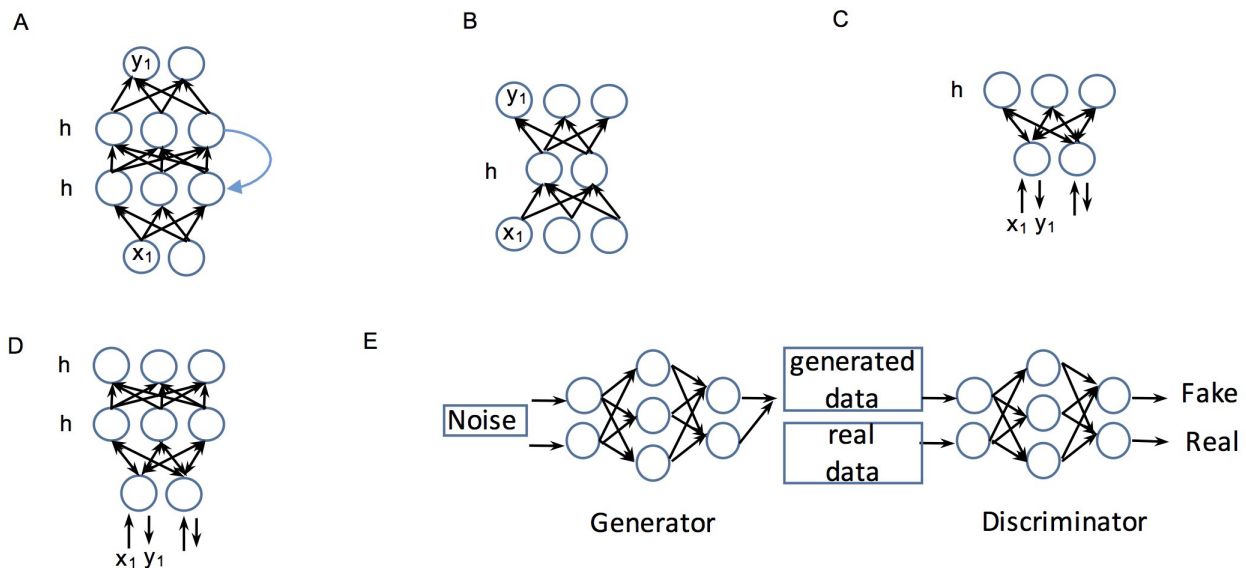 A
y₁
h
h
x₁
B
y₁
h
x₁
C
h
x₁ y₁
D
h
h
x₁ y₁
E
Noise
generated
data
real
data
Fake
Real
Generator
Discriminator